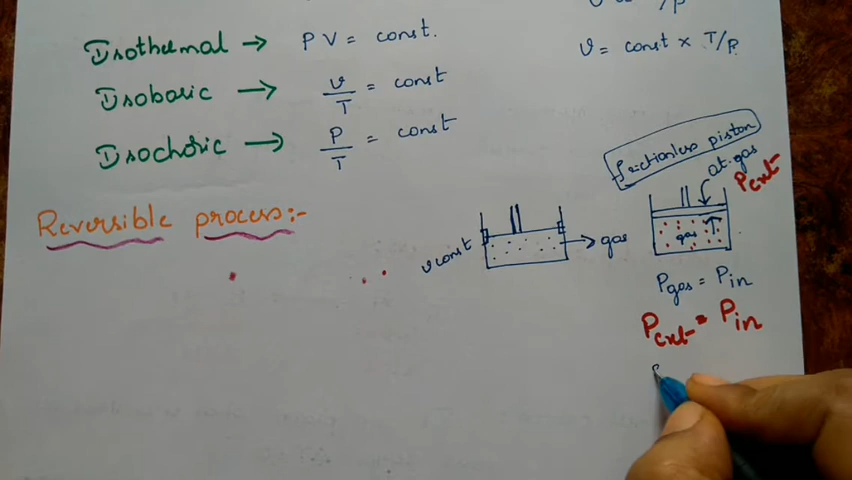 Isothermal → PV = const.
Isobaric → v/T = const
Isochoric → P/T = const
v = const × T/P
frictionless piston
at. gas
Pext
gas
Reversible process:-
v const
gas
Pgas = Pin
Pext = Pin